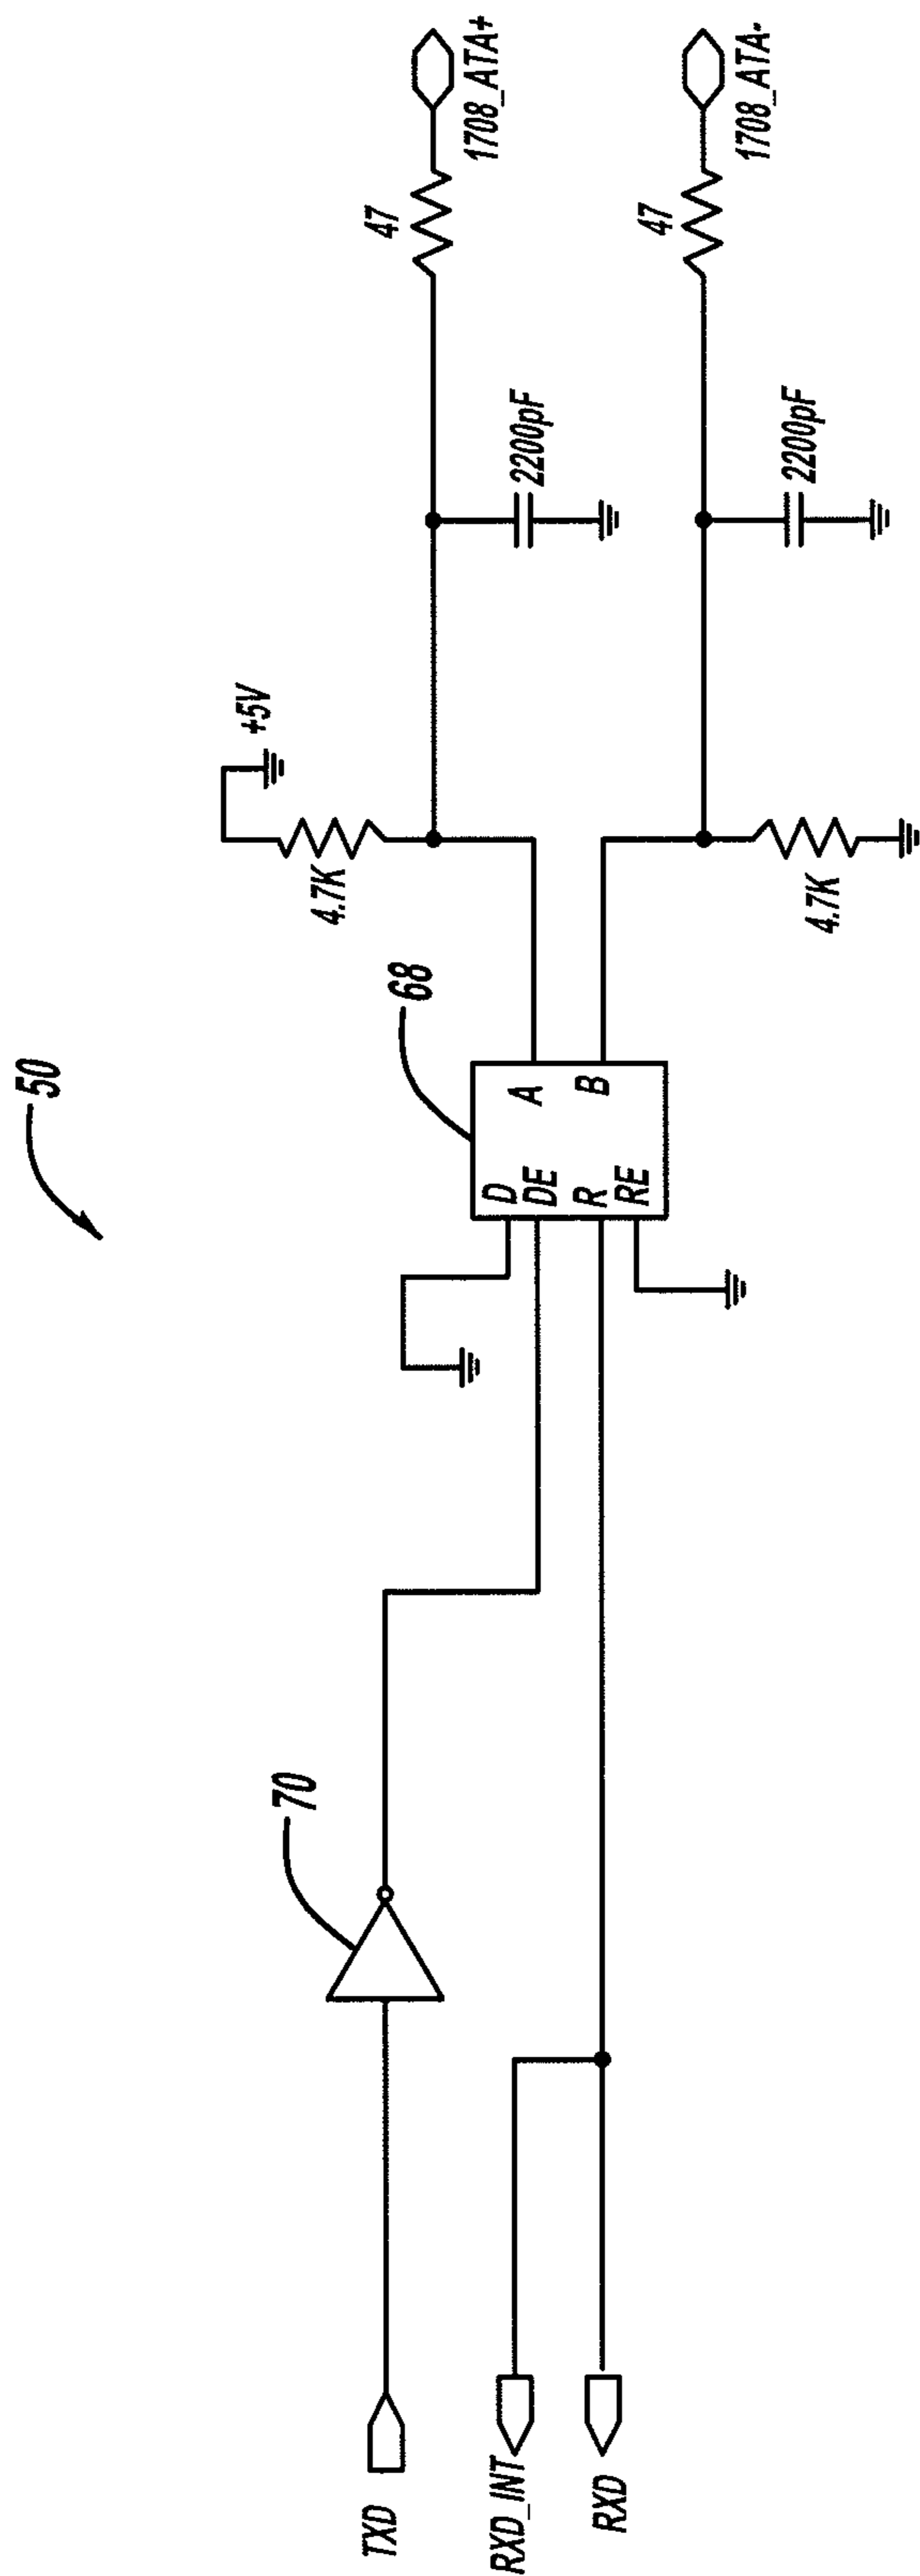 50
+5V
4.7K
47
1708_ATA+
2200pF
68
70
TXD
D
DE
A
R
B
RE
47
1708_ATA-
2200pF
4.7K
RXD_INT
RXD